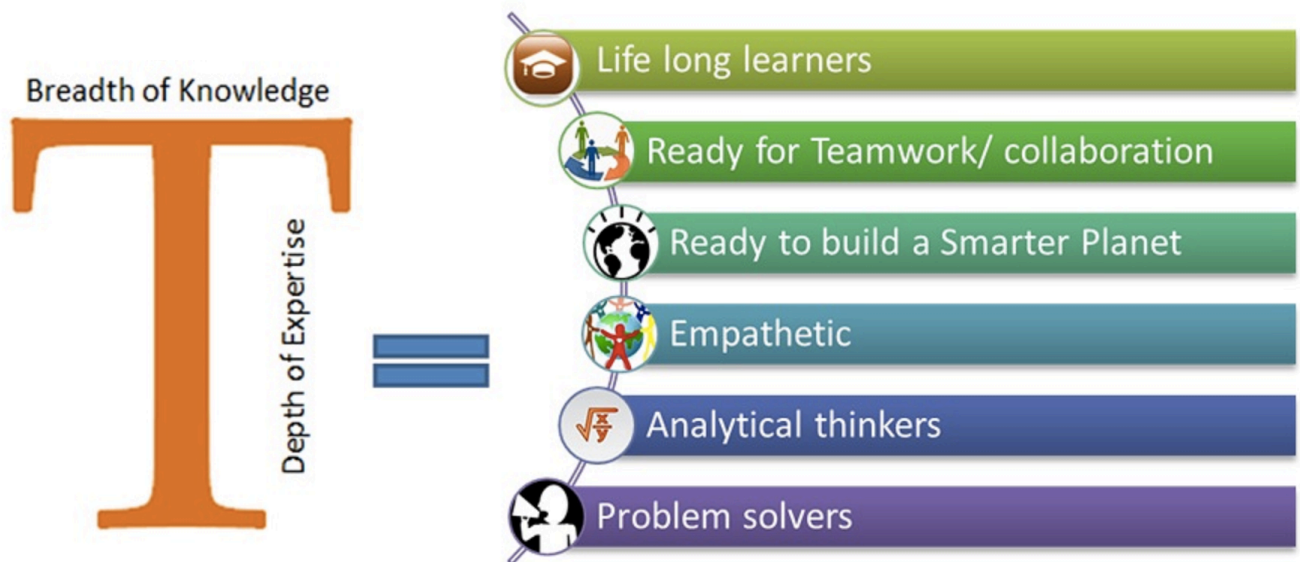 Breadth of Knowledge
T
Depth of Expertise
=
Life long learners
Ready for Teamwork/ collaboration
Ready to build a Smarter Planet
Empathetic
√x/y
Analytical thinkers
Problem solvers